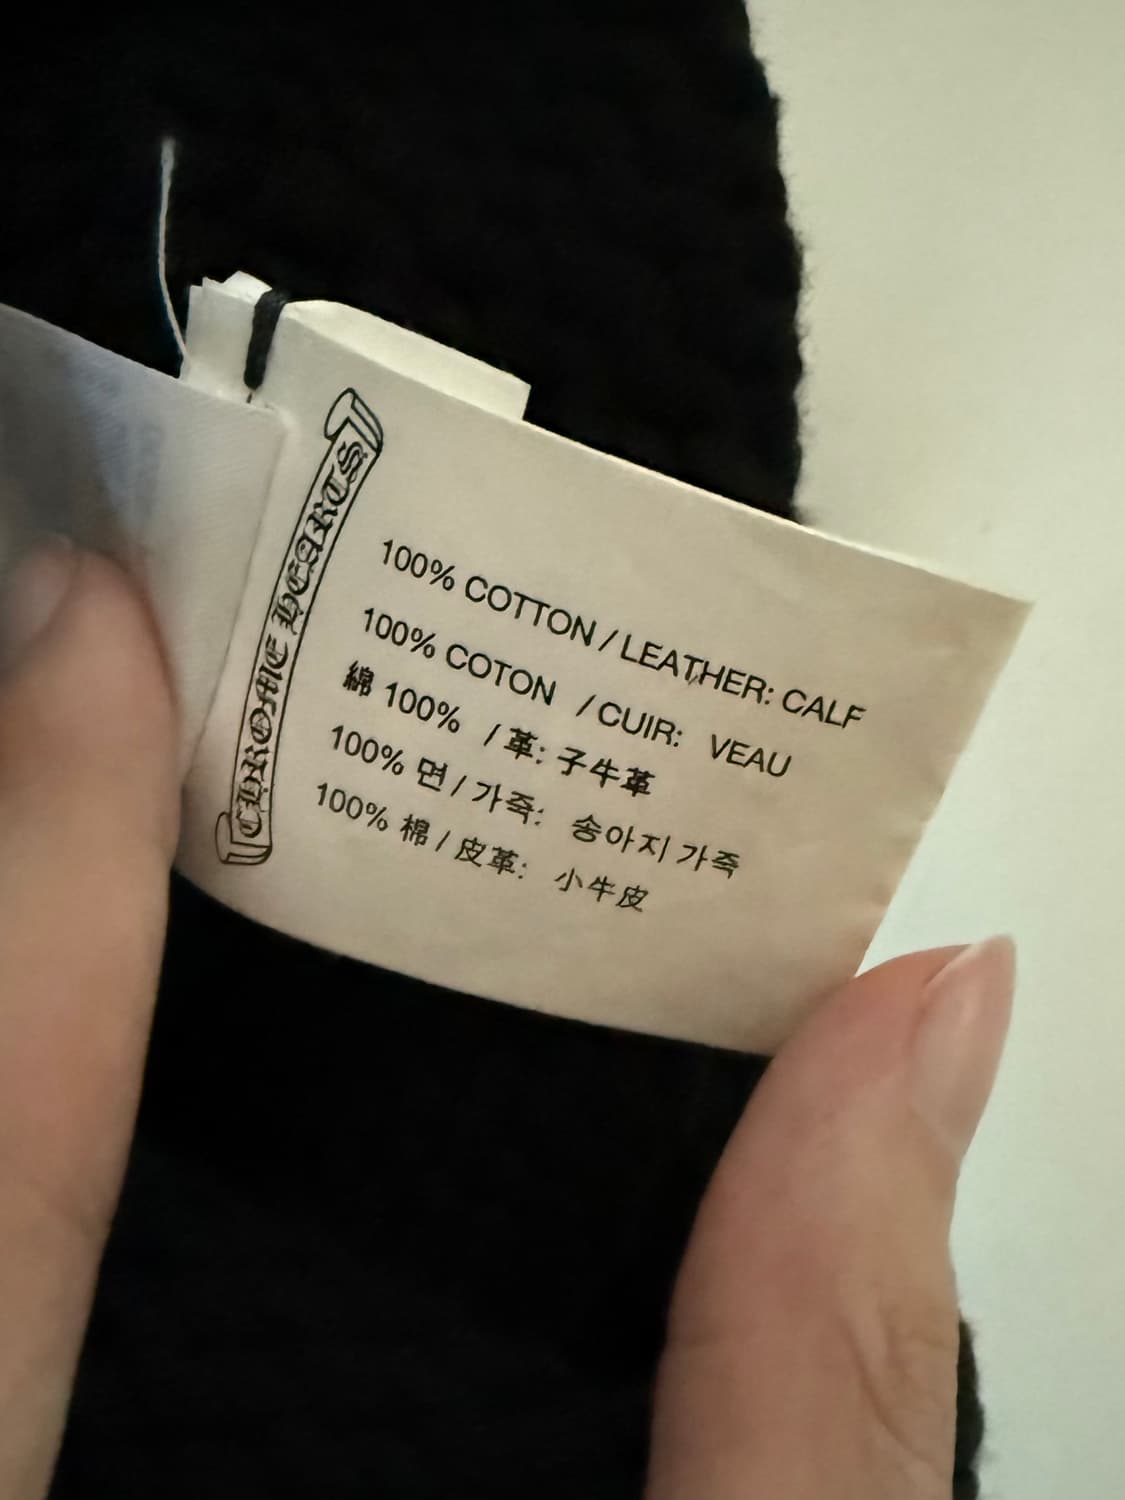 CHROME HEARTS
100% COTTON / LEATHER: CALF
100% COTON / CUIR: VEAU
綿 100% / 革: 子牛革
100% 면 / 가죽: 송아지 가죽
100% 棉 / 皮革: 小牛皮